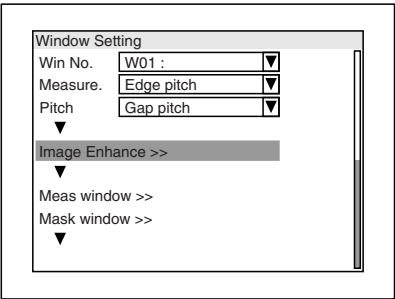 Window Setting
Win No. W01 :
Measure. Edge pitch
Pitch Gap pitch
Image Enhance >>
Meas window >>
Mask window >>